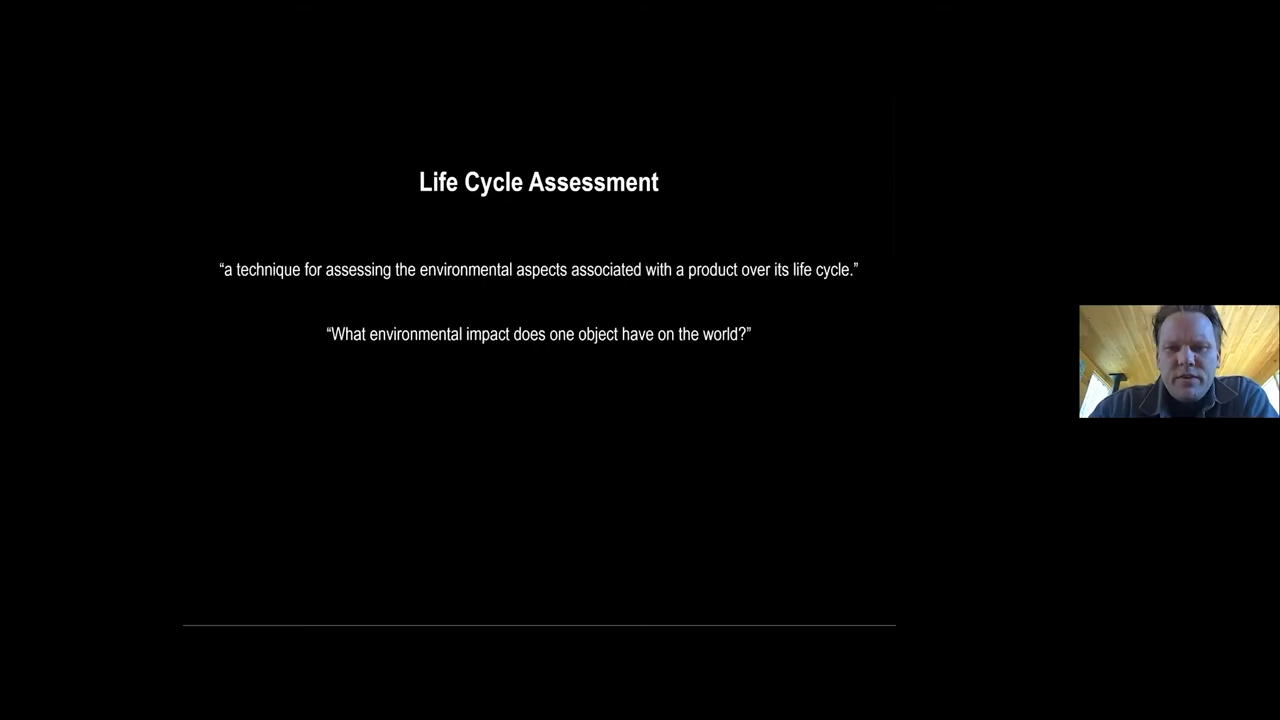 Life Cycle Assessment
“a technique for assessing the environmental aspects associated with a product over its life cycle.”
“What environmental impact does one object have on the world?”